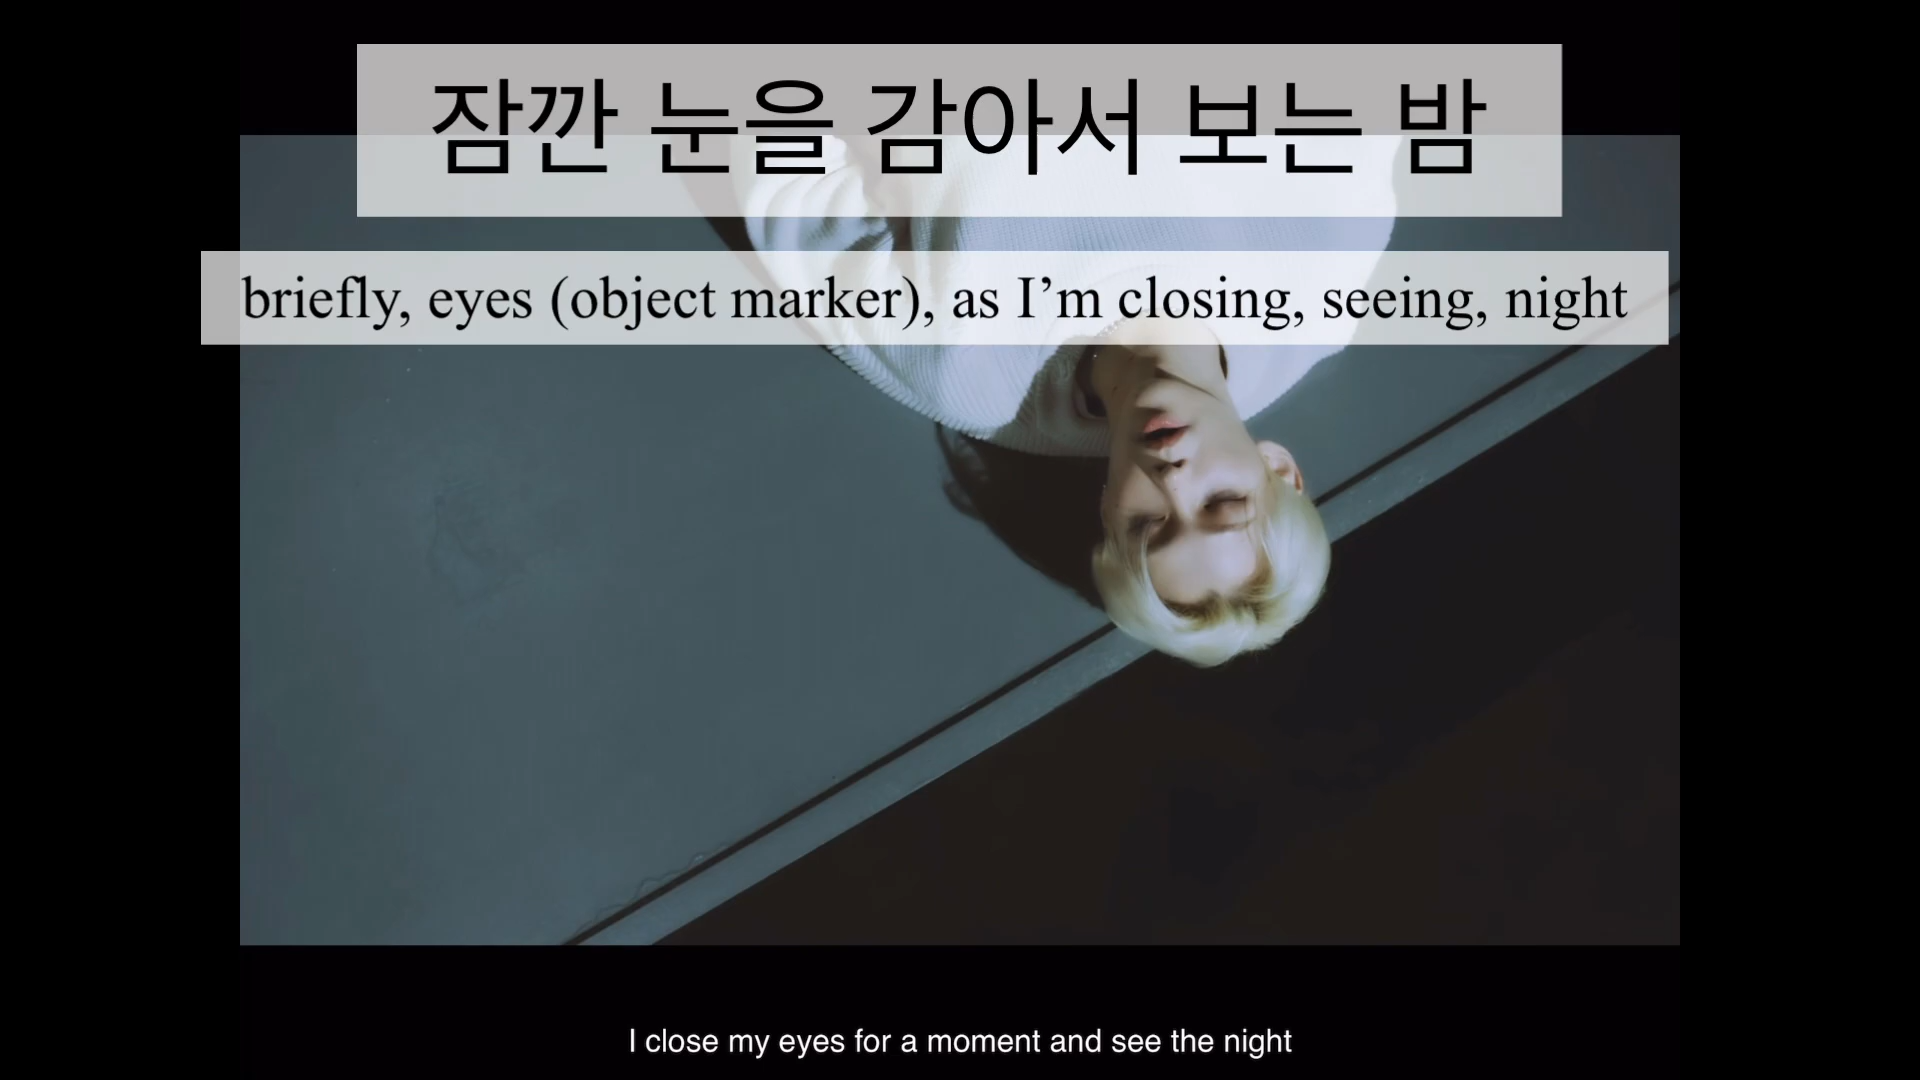 잠깐 눈을 감아서 보는 밤
briefly, eyes (object marker), as I’m closing, seeing, night
I close my eyes for a moment and see the night